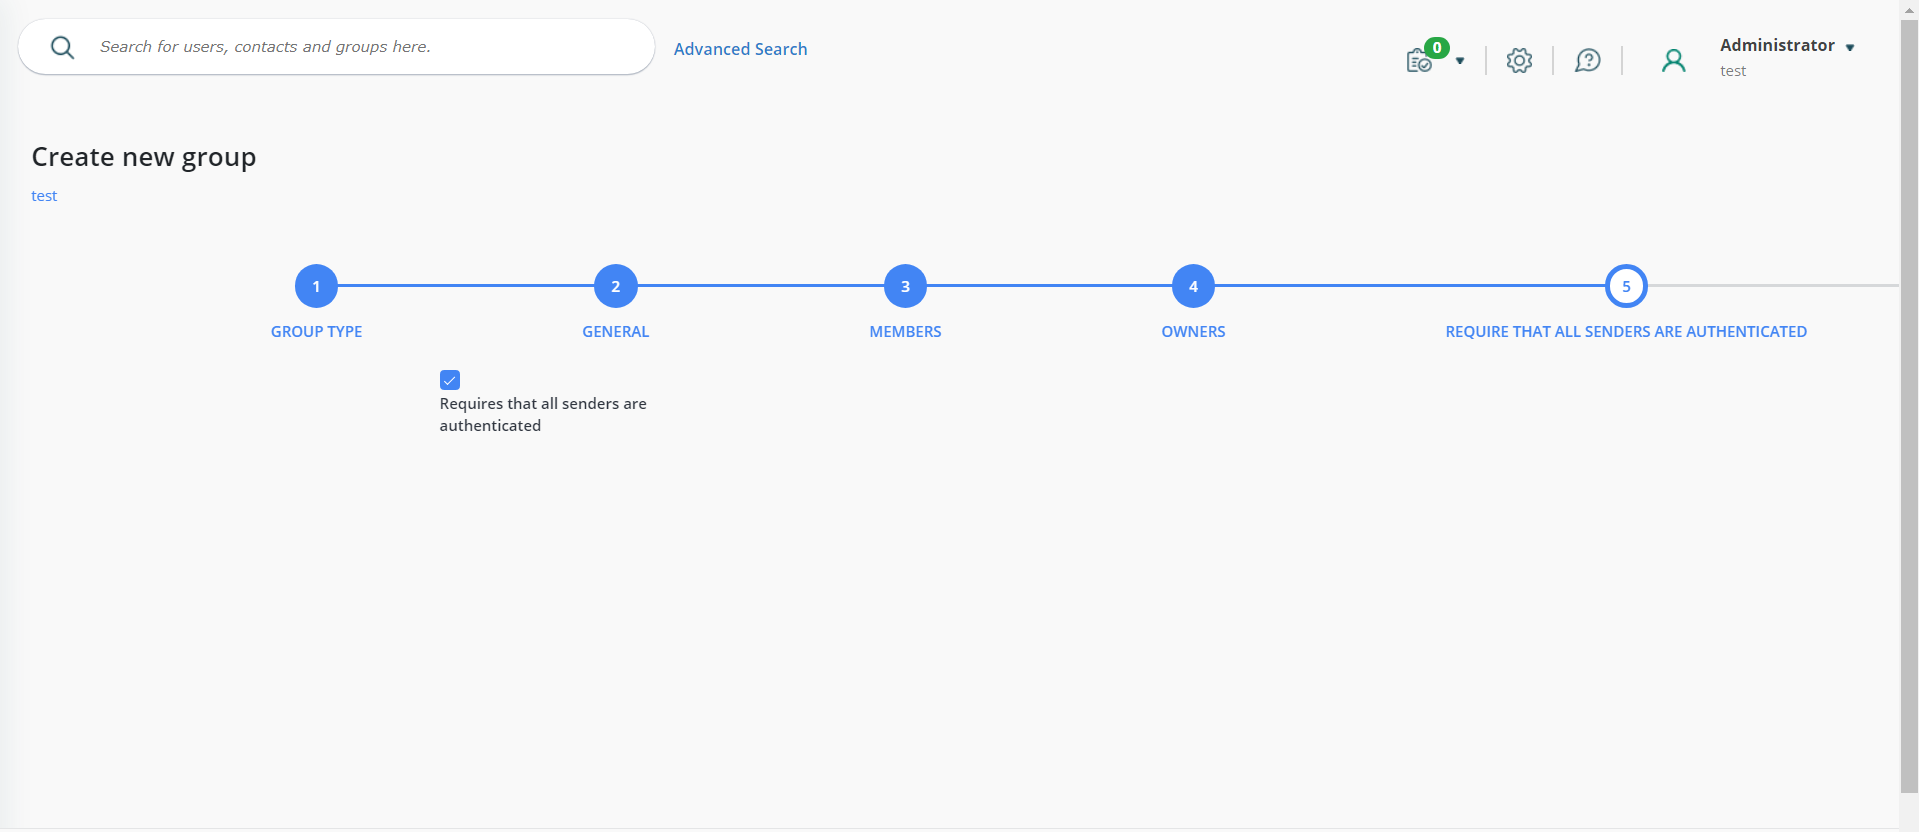 Search for users, contacts and groups here.
Advanced Search
0
Administrator
test
Create new group
test
1
2
3
4
5
GROUP TYPE
GENERAL
MEMBERS
OWNERS
REQUIRE THAT ALL SENDERS ARE AUTHENTICATED
Requires that all senders are
authenticated